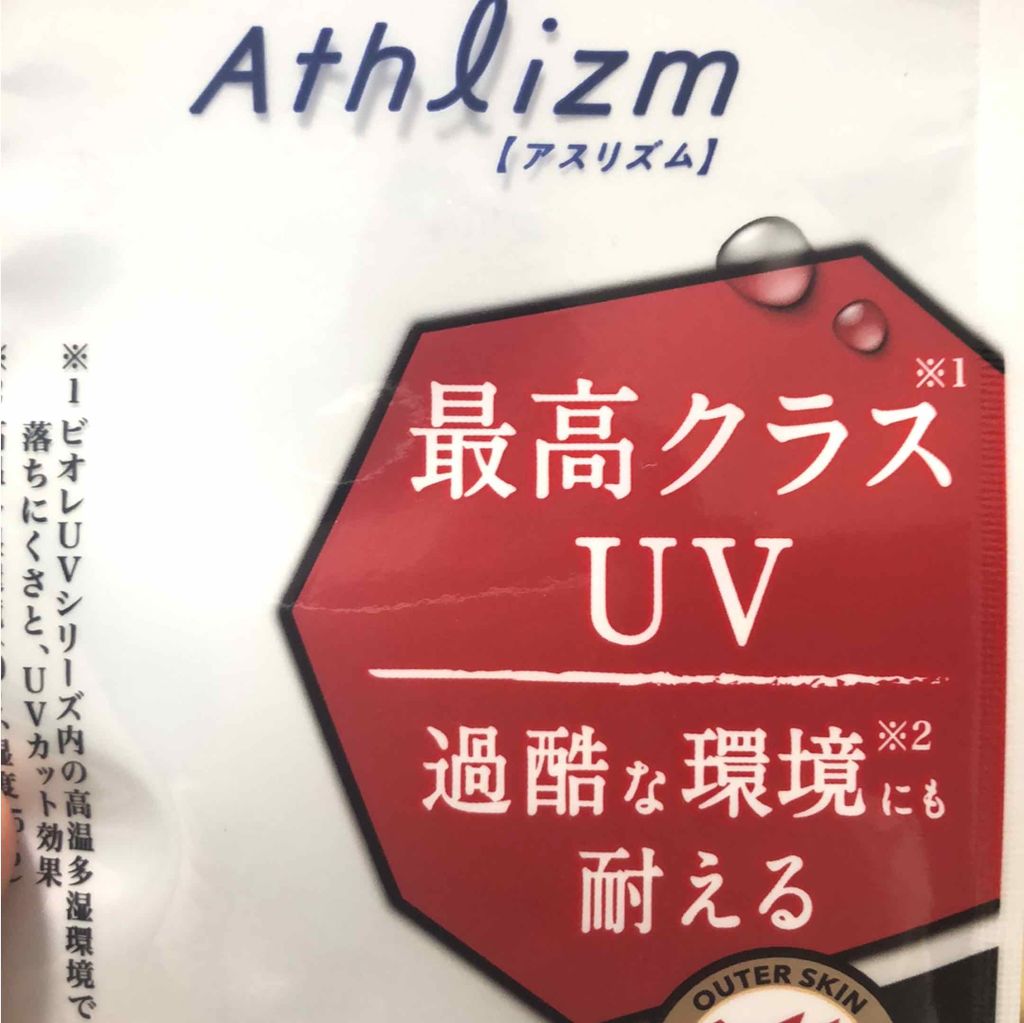 Athlizm
【アスリズム】
最高クラス※1
UV
過酷な環境※2にも
耐える
※1 ビオレUVシリーズ内の高温多湿環境で
落ちにくさと、UVカット効果
OUTER SKIN